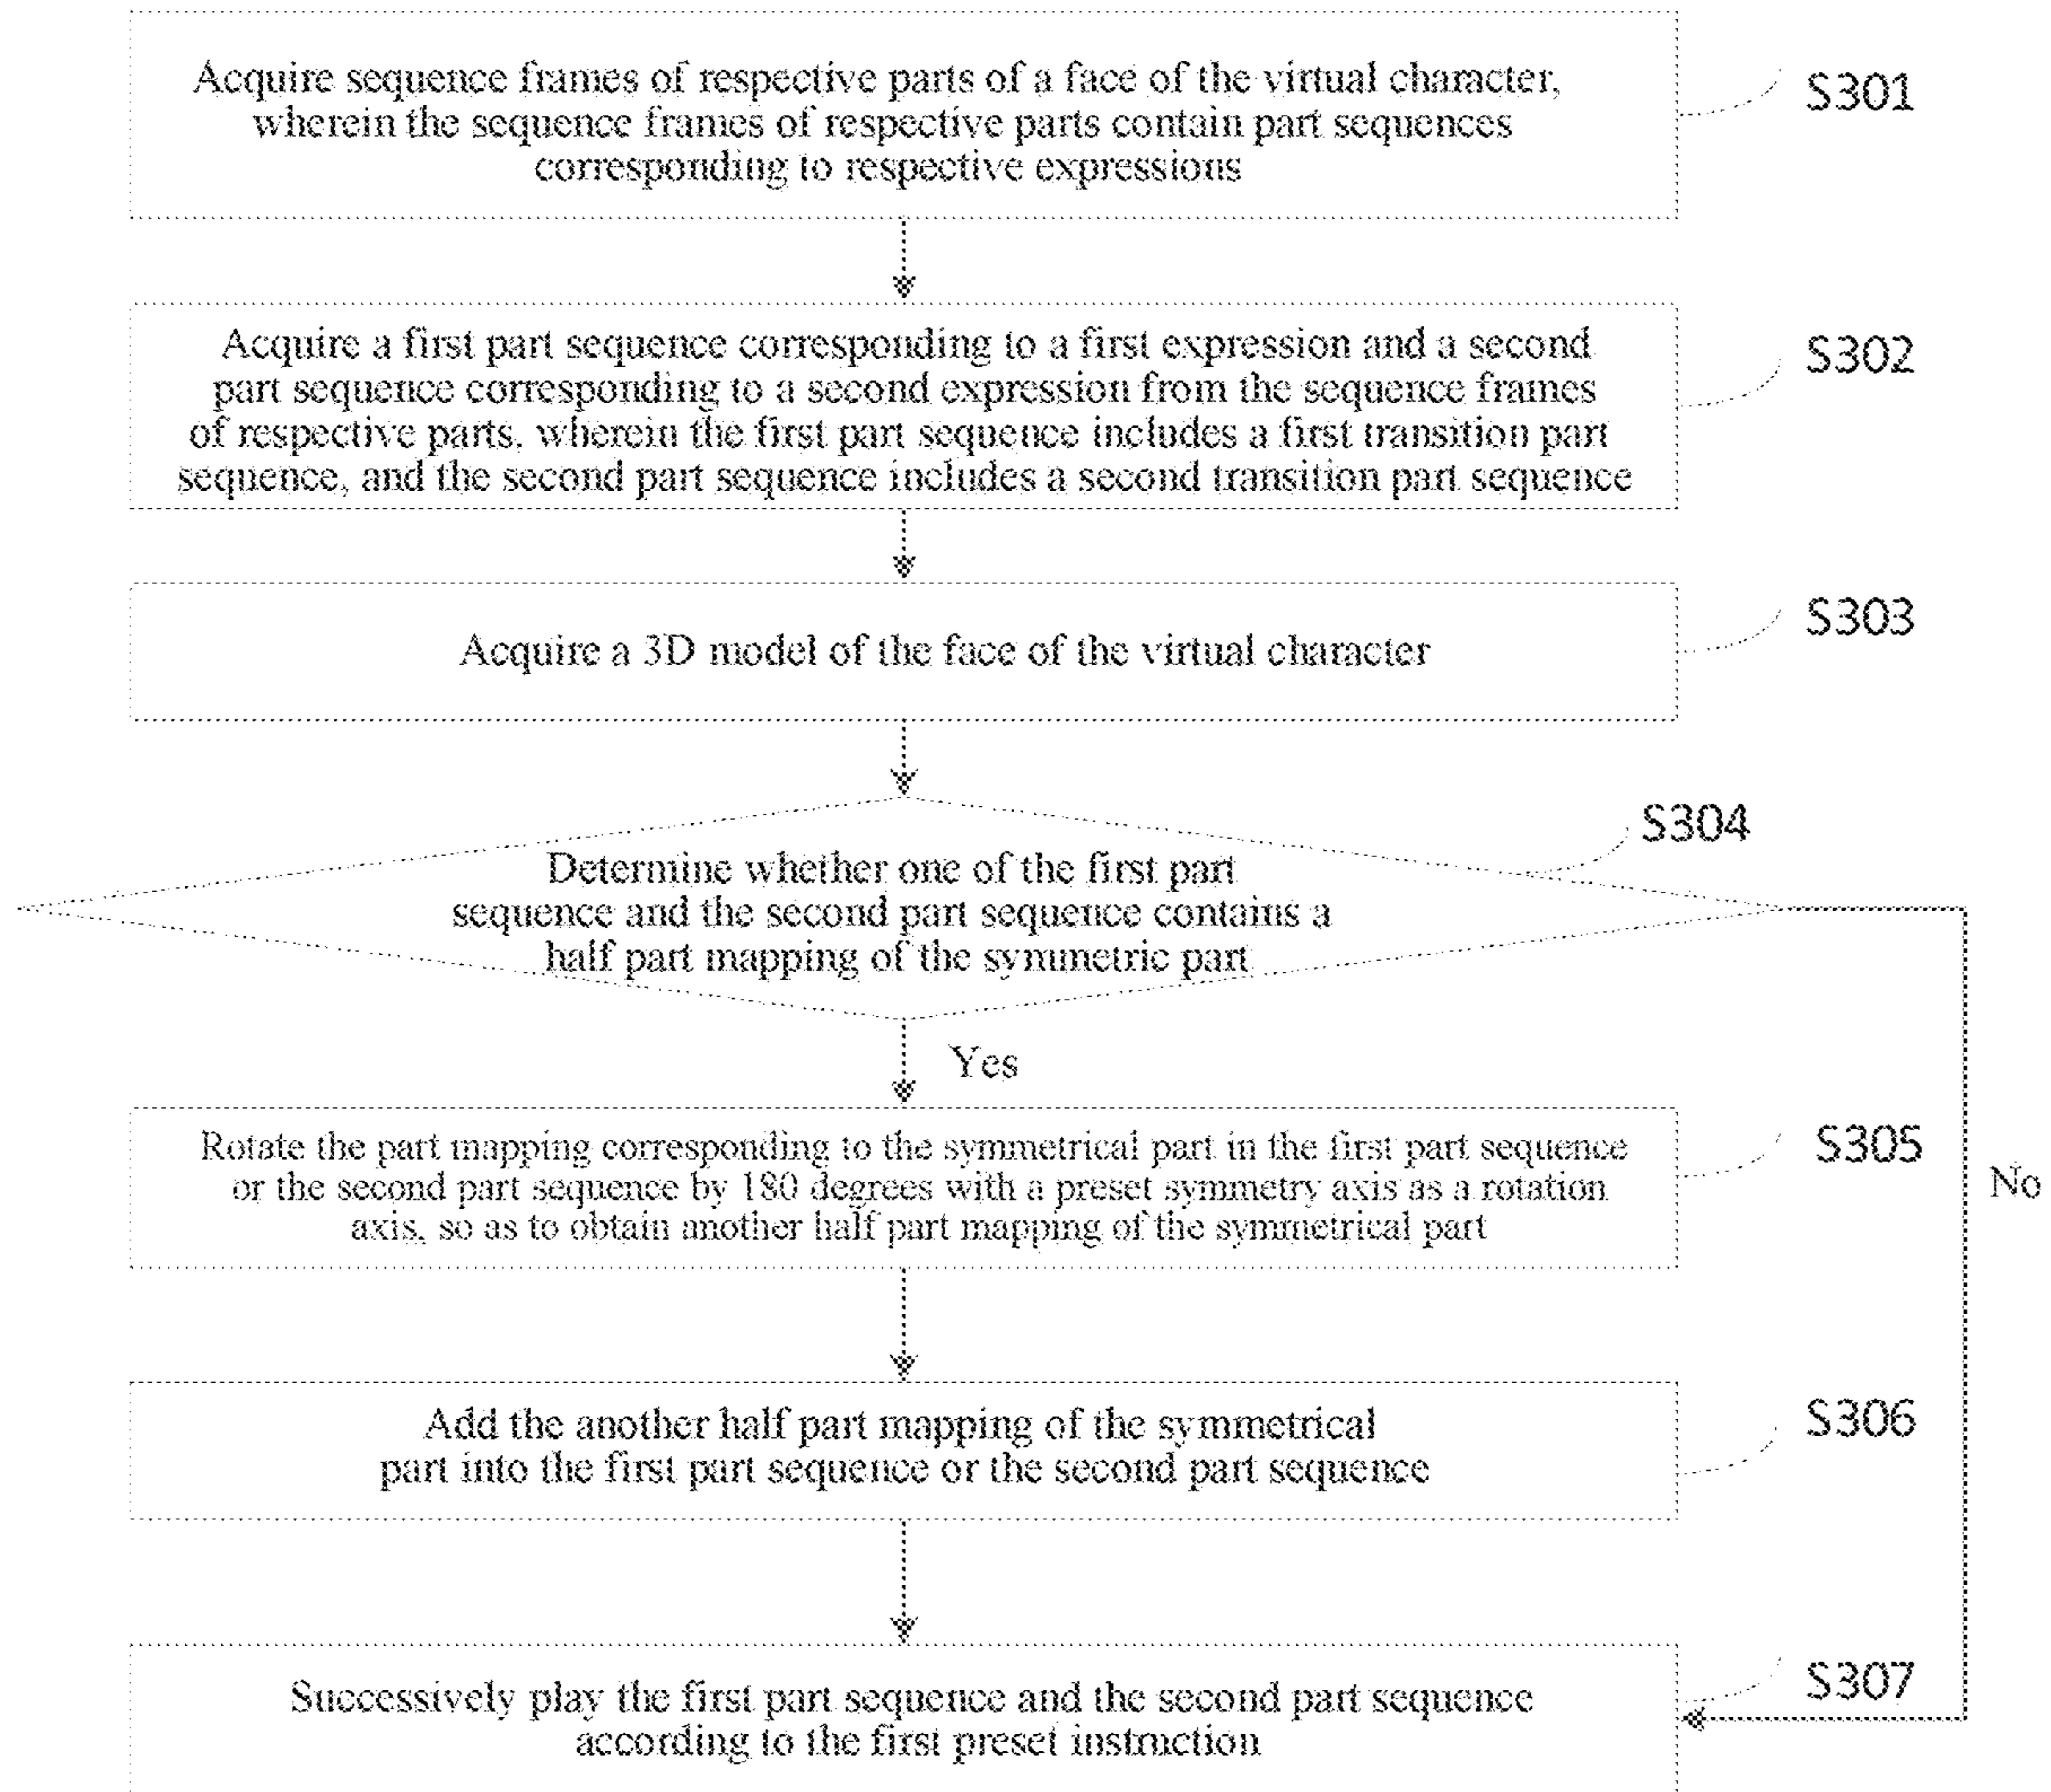 Acquire sequence frames of respective parts of a face of the virtual character,
wherein the sequence frames of respective parts contain part sequences
corresponding to respective expressions
S301
Acquire a first part sequence corresponding to a first expression and a second
part sequence corresponding to a second expression from the sequence frames
of respective parts, wherein the first part sequence includes a first transition part
sequence, and the second part sequence includes a second transition part sequence
S302
Acquire a 3D model of the face of the virtual character
S303
Determine whether one of the first part
sequence and the second part sequence contains a
half part mapping of the symmetric part
S304
Yes
Rotate the part mapping corresponding to the symmetrical part in the first part sequence
or the second part sequence by 180 degrees with a preset symmetry axis as a rotation
axis, so as to obtain another half part mapping of the symmetrical part
S305
No
Add the another half part mapping of the symmetrical
part into the first part sequence or the second part sequence
S306
Successively play the first part sequence and the second part sequence
according to the first preset instruction
S307